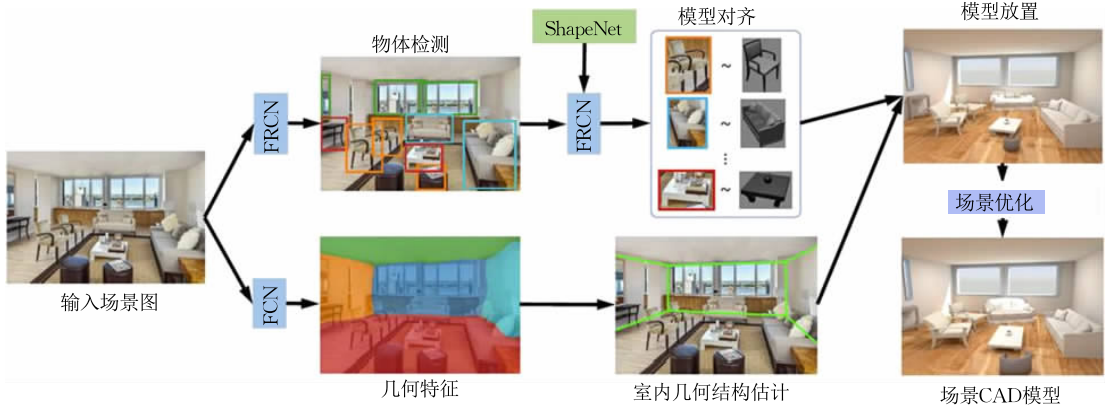 模型放置
模型对齐
ShapeNet
物体检测
FRCN
FRCN
场景优化
输入场景图
FCN
几何特征
室内几何结构估计
场景CAD模型